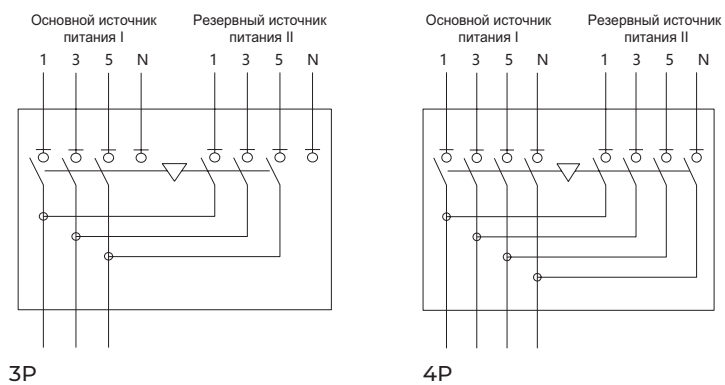 Основной источник
питания I
Резервный источник
питания II
1 3 5 N 1 3 5 N
3P
Основной источник
питания I
Резервный источник
питания II
1 3 5 N 1 3 5 N
4P